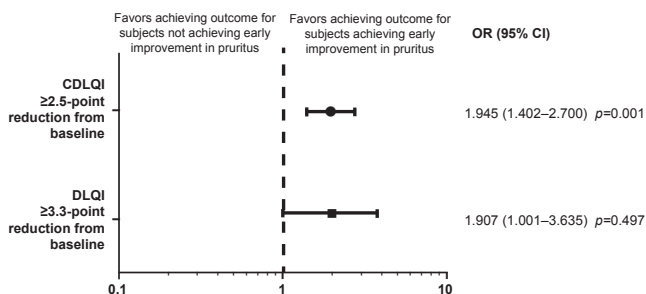 Favors achieving outcome for
subjects not achieving early
improvement in pruritus
Favors achieving outcome for
subjects achieving early
improvement in pruritus
OR (95% CI)
CDLQI
≥2.5-point
reduction from
baseline
1.945 (1.402–2.700) p=0.001
DLQI
≥3.3-point
reduction from
baseline
1.907 (1.001–3.635) p=0.497
0.1
1
10